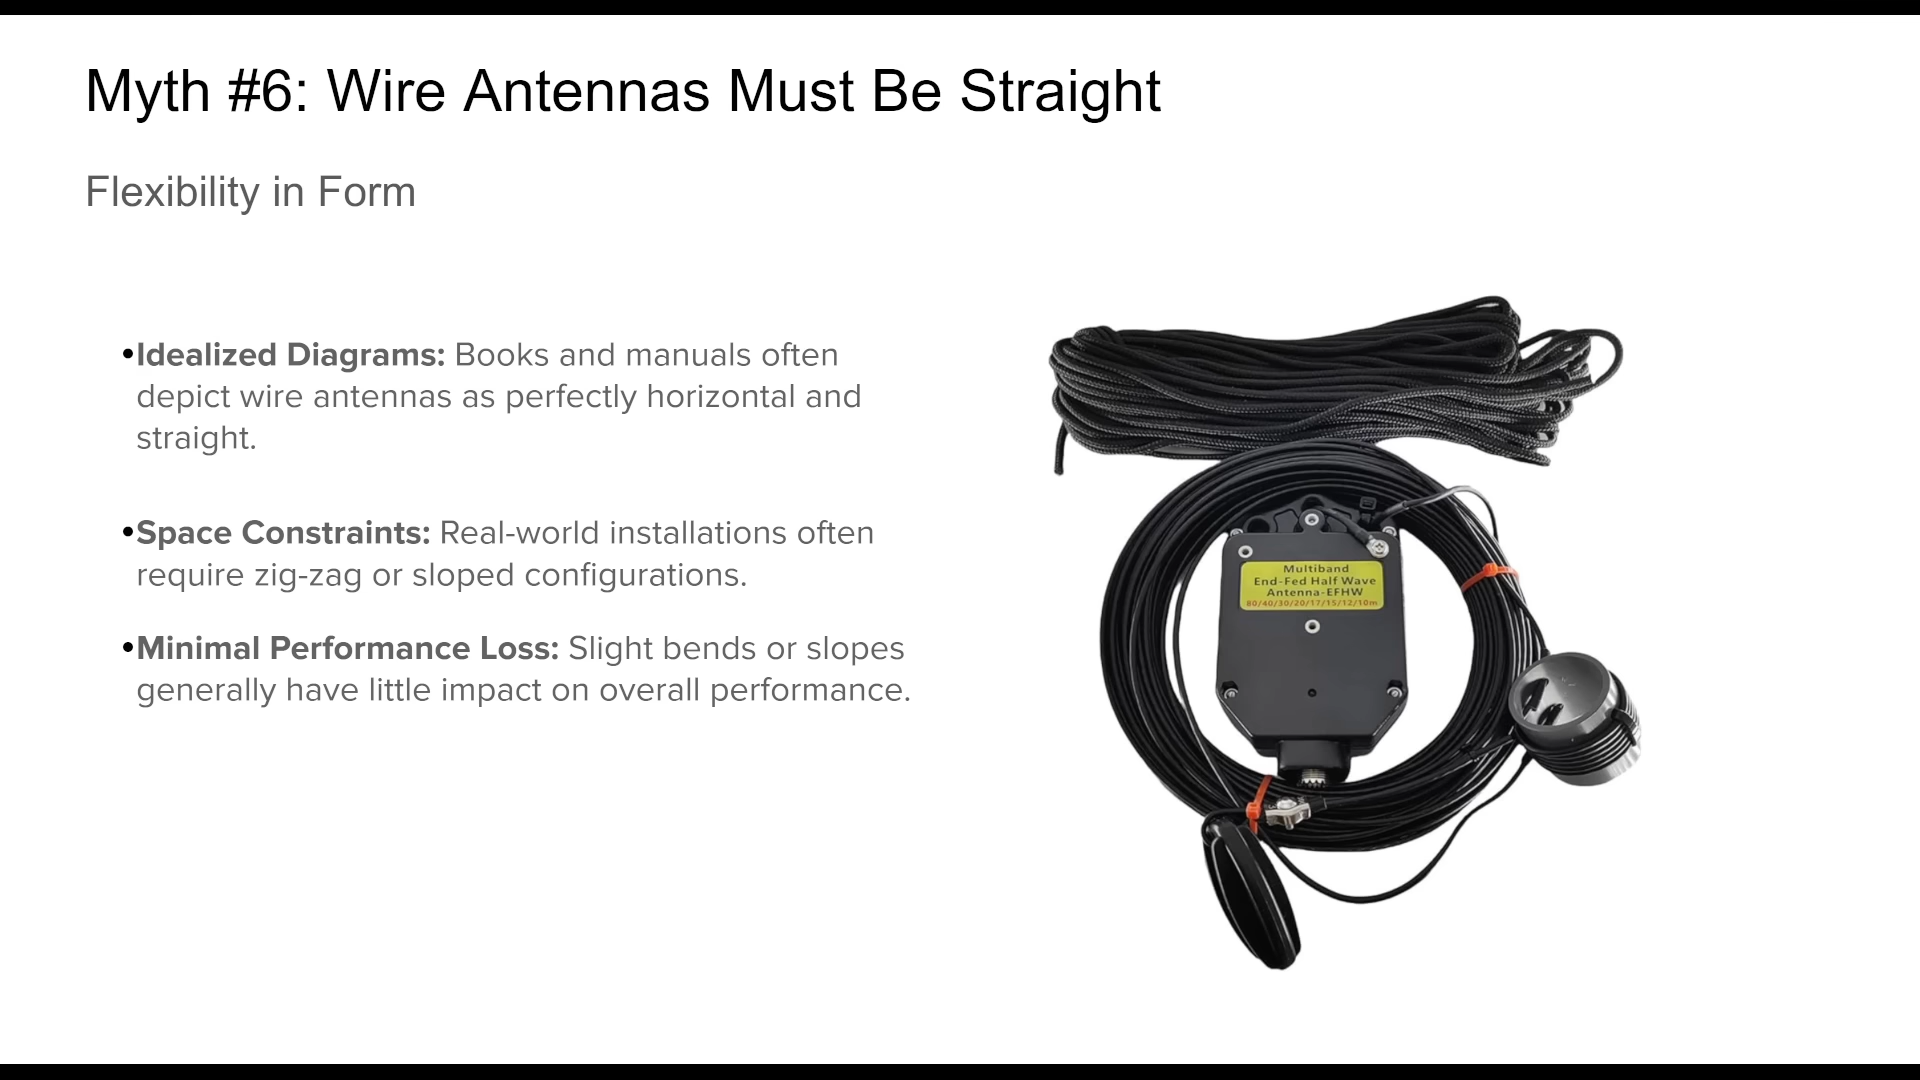 Myth #6: Wire Antennas Must Be Straight
Flexibility in Form
•Idealized Diagrams: Books and manuals often
depict wire antennas as perfectly horizontal and
straight.
•Space Constraints: Real-world installations often
require zig-zag or sloped configurations.
•Minimal Performance Loss: Slight bends or slopes
generally have little impact on overall performance.
Multiband
End-Fed Half Wave
Antenna-EFHW
80/40/30/20/17/15/12/10m